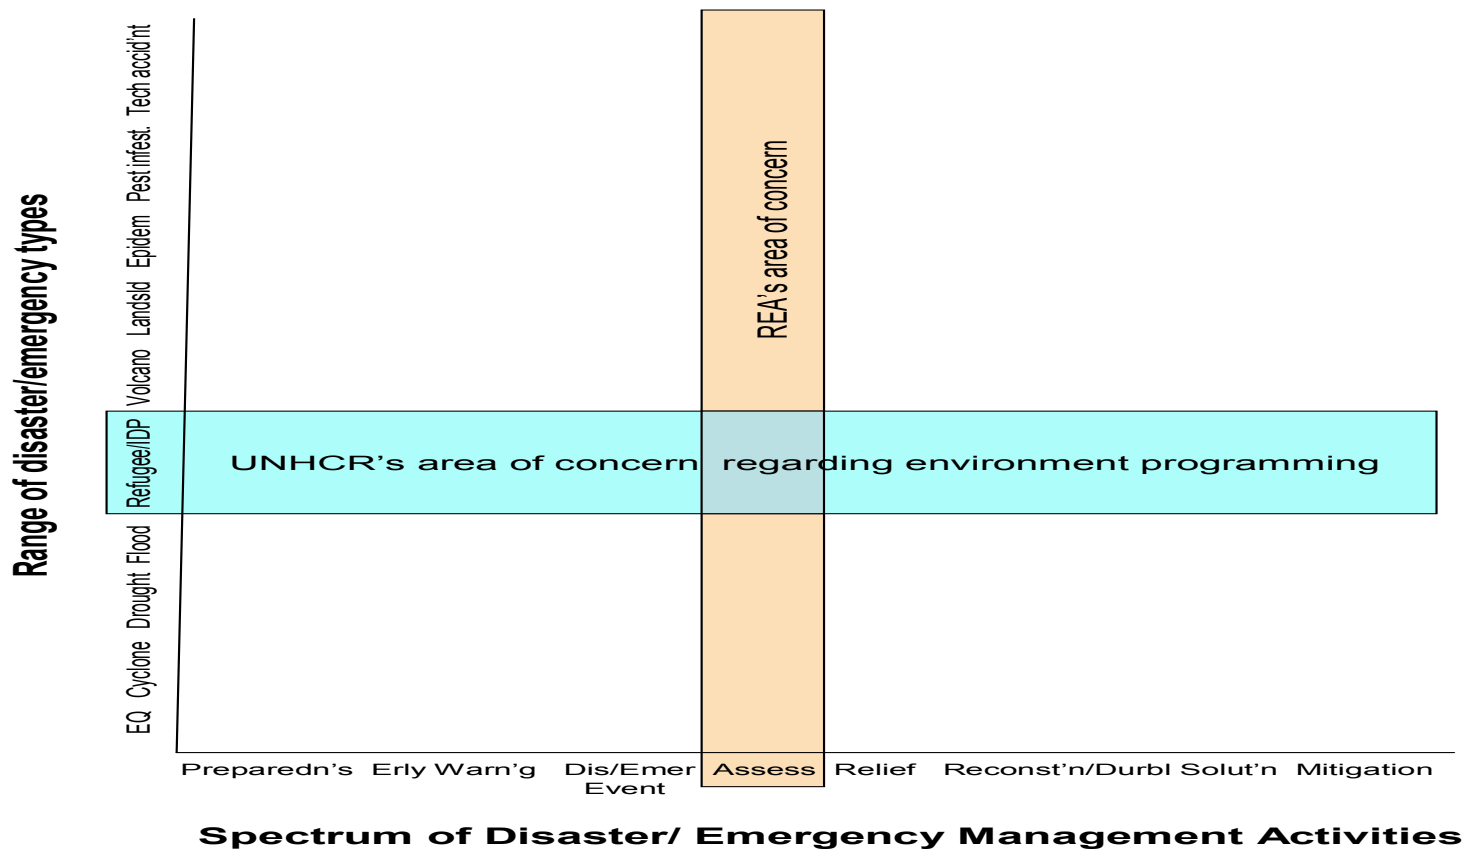 Range of disaster/emergency types
EQ Cyclone Drought Flood Refugee/IDP Volcano Landsld Epidem Pest infest. Tech accid'nt
REA's area of concern
UNHCR's area of concern regarding environment programming
Preparedn's Erly Warn'g Dis/Emer Assess Relief Reconst'n/Durbl Solut'n Mitigation
Event
Spectrum of Disaster/ Emergency Management Activities